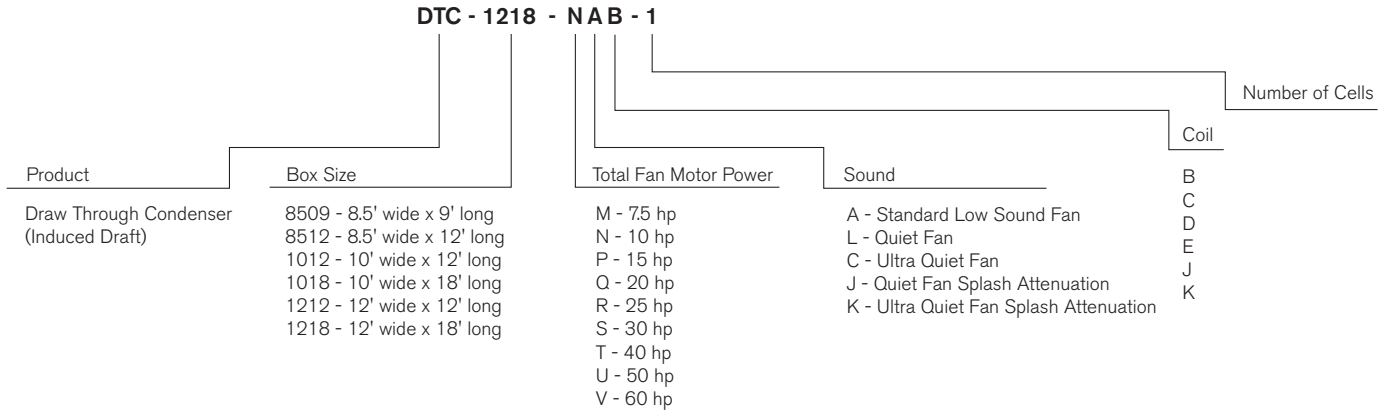 DTC - 1218 - N A B - 1
Number of Cells
Coil
B
C
D
E
J
K
Product
Draw Through Condenser
(Induced Draft)
Box Size
8509 - 8.5' wide x 9' long
8512 - 8.5' wide x 12' long
1012 - 10' wide x 12' long
1018 - 10' wide x 18' long
1212 - 12' wide x 12' long
1218 - 12' wide x 18' long
Total Fan Motor Power
M - 7.5 hp
N - 10 hp
P - 15 hp
Q - 20 hp
R - 25 hp
S - 30 hp
T - 40 hp
U - 50 hp
V - 60 hp
Sound
A - Standard Low Sound Fan
L - Quiet Fan
C - Ultra Quiet Fan
J - Quiet Fan Splash Attenuation
K - Ultra Quiet Fan Splash Attenuation